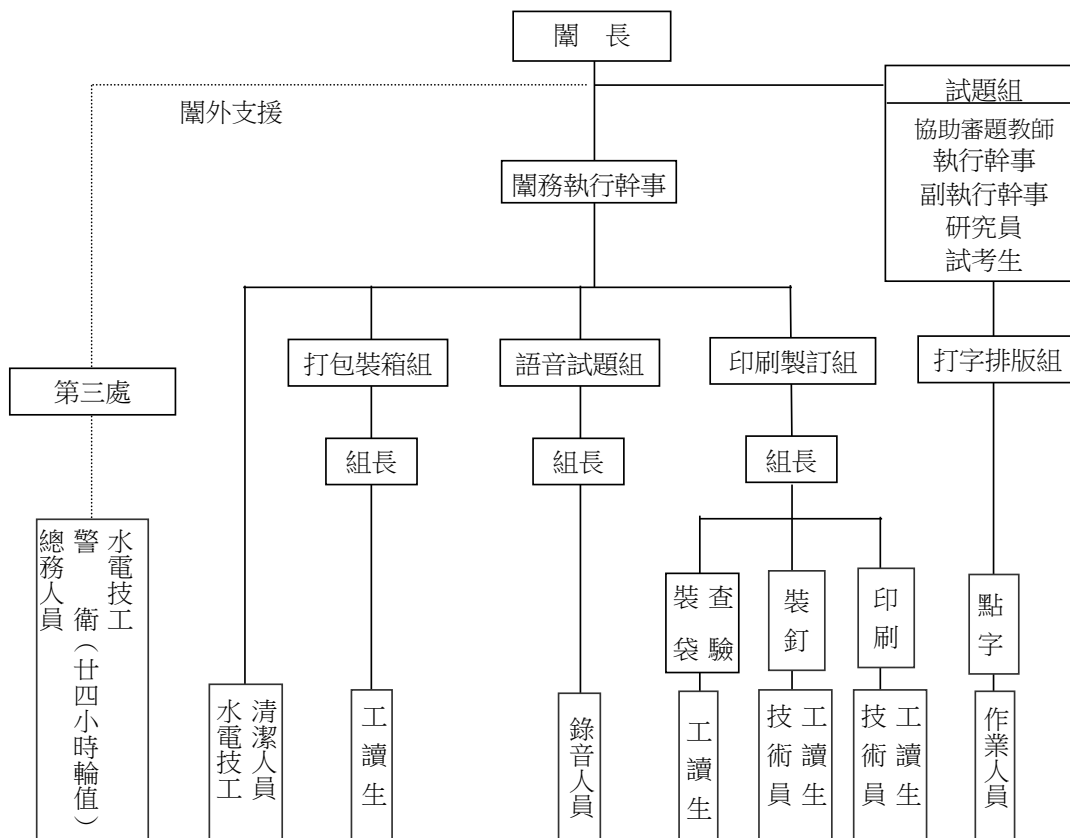 闈　長
闈外支援
試題組
協助審題教師
執行幹事
副執行幹事
研究員
試考生
闈務執行幹事
打包裝箱組
語音試題組
印刷製訂組
打字排版組
第三處
組長
組長
組長
水電技工
警　衛（廿四小時輪值）
總務人員
查驗
裝袋
裝釘
印刷
點字
清潔人員
水電技工
工讀生
錄音人員
工讀生
工讀生
技術員
工讀生
技術員
作業人員